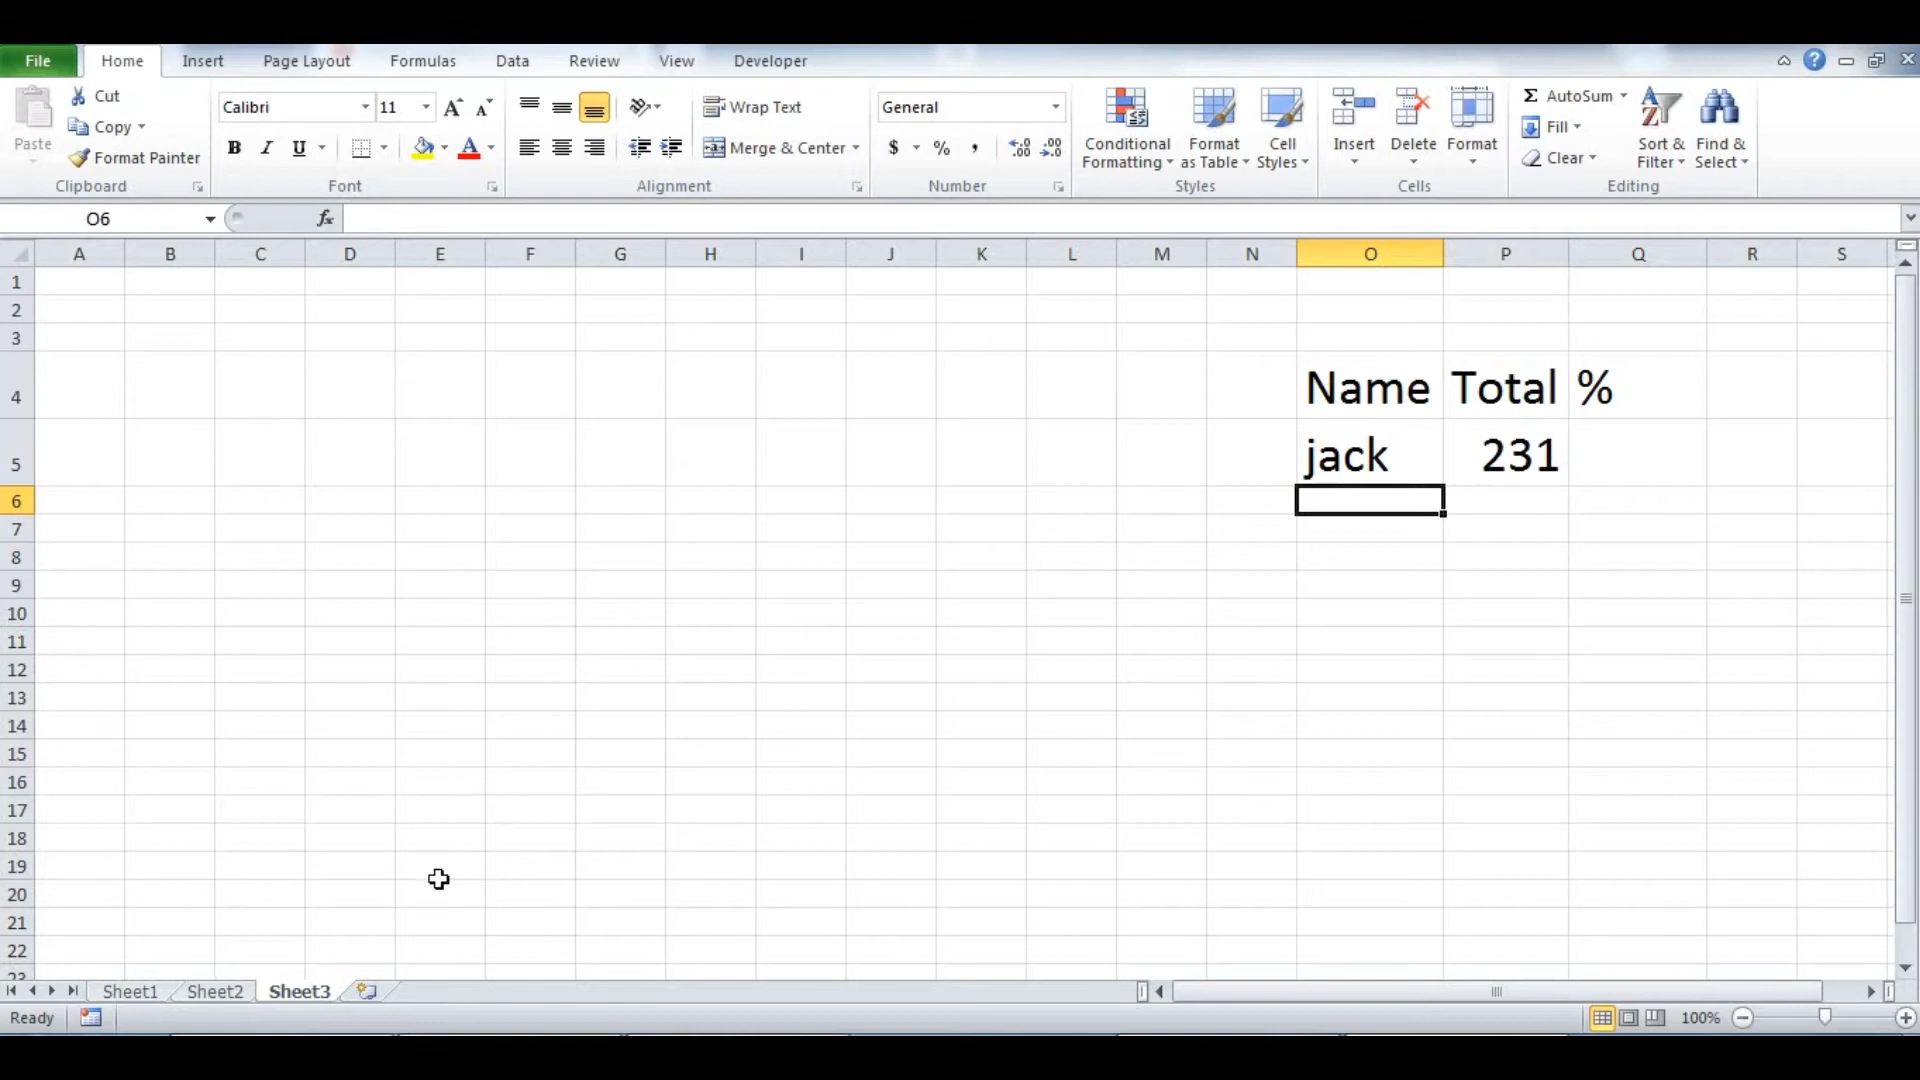 File Home Insert Page Layout Formulas Data Review View Developer
Cut
Copy
Format Painter
Paste
Clipboard
Calibri 11
B I U
Font
Wrap Text
Merge & Center
Alignment
General
$ % ,
Number
Conditional Formatting
Format as Table
Cell Styles
Styles
Insert Delete Format
Cells
Σ AutoSum
Fill
Clear
Sort & Filter
Find & Select
Editing
O6 fx
A B C D E F G H I J K L M N O P Q R S
1
2
3
4 Name Total %
5 jack 231
6
7
8
9
10
11
12
13
14
15
16
17
18
19
20
21
22
23
Sheet1 Sheet2 Sheet3
Ready 100%